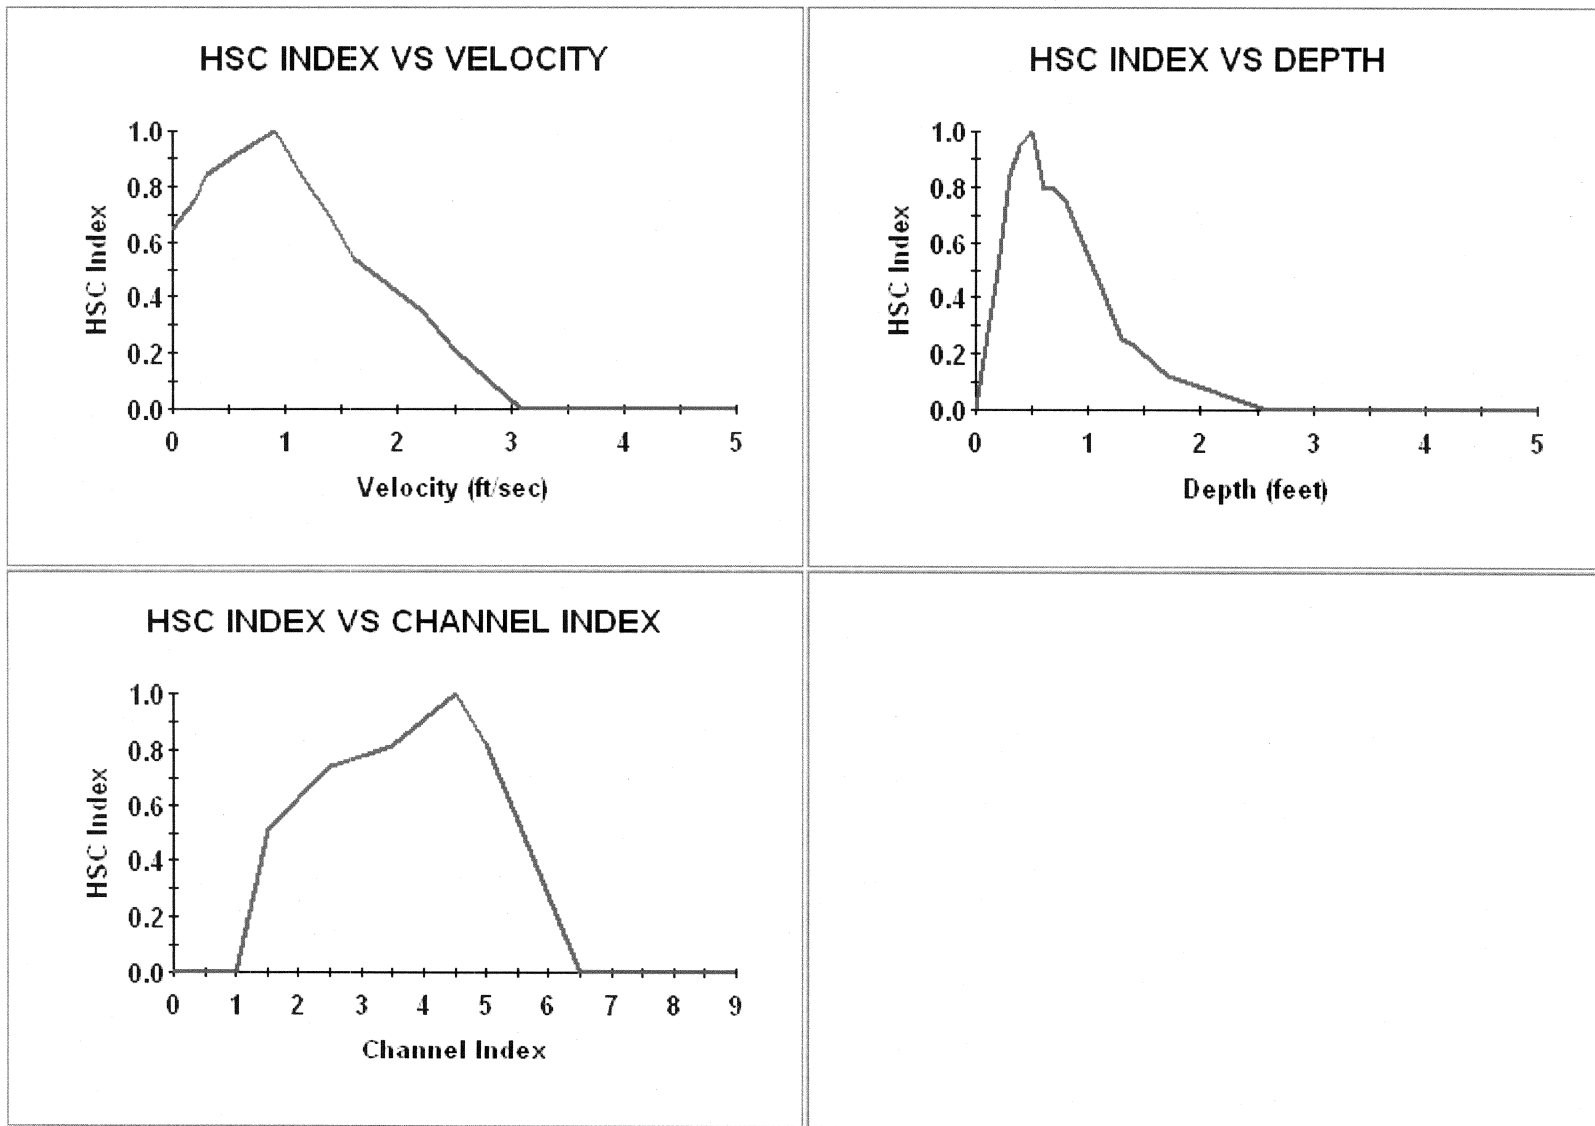 HSC INDEX VS VELOCITY
1.0
0.8
0.6
0.4
0.2
0.0
HSC Index
0 1 2 3 4 5
Velocity (ft/sec)
HSC INDEX VS DEPTH
1.0
0.8
0.6
0.4
0.2
0.0
HSC Index
0 1 2 3 4 5
Depth (feet)
HSC INDEX VS CHANNEL INDEX
1.0
0.8
0.6
0.4
0.2
0.0
HSC Index
0 1 2 3 4 5 6 7 8 9
Channel Index